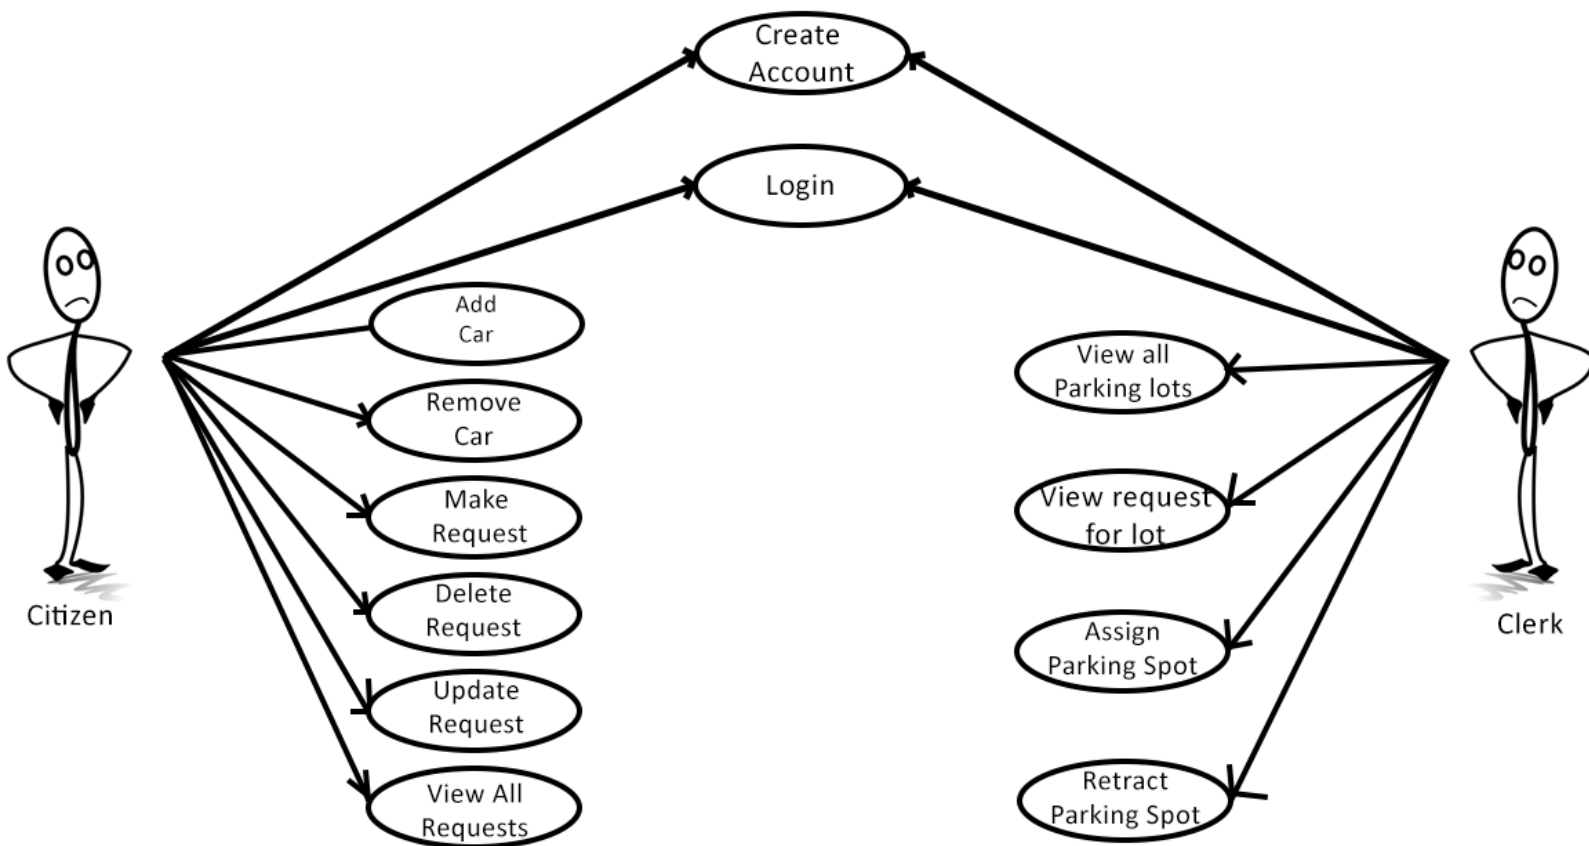 Create
Account
Login
Add
Car
Remove
Car
Make
Request
Delete
Request
Update
Request
View All
Requests
Citizen
View all
Parking lots
View request
for lot
Assign
Parking Spot
Retract
Parking Spot
Clerk